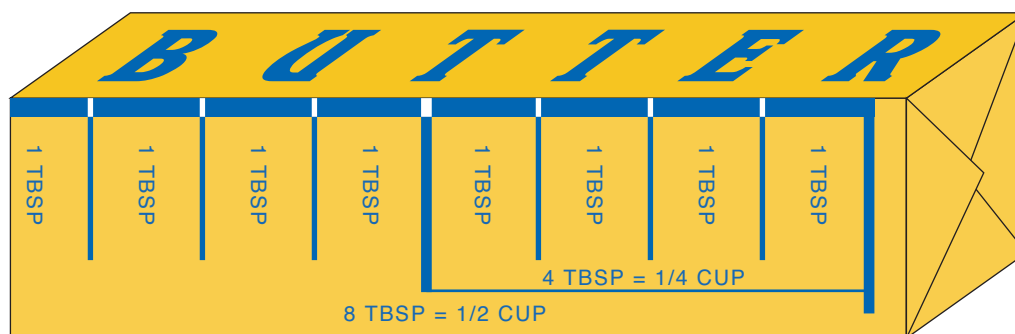 BUTTER
1 TBSP
1 TBSP
1 TBSP
1 TBSP
1 TBSP
1 TBSP
1 TBSP
1 TBSP
4 TBSP = 1/4 CUP
8 TBSP = 1/2 CUP